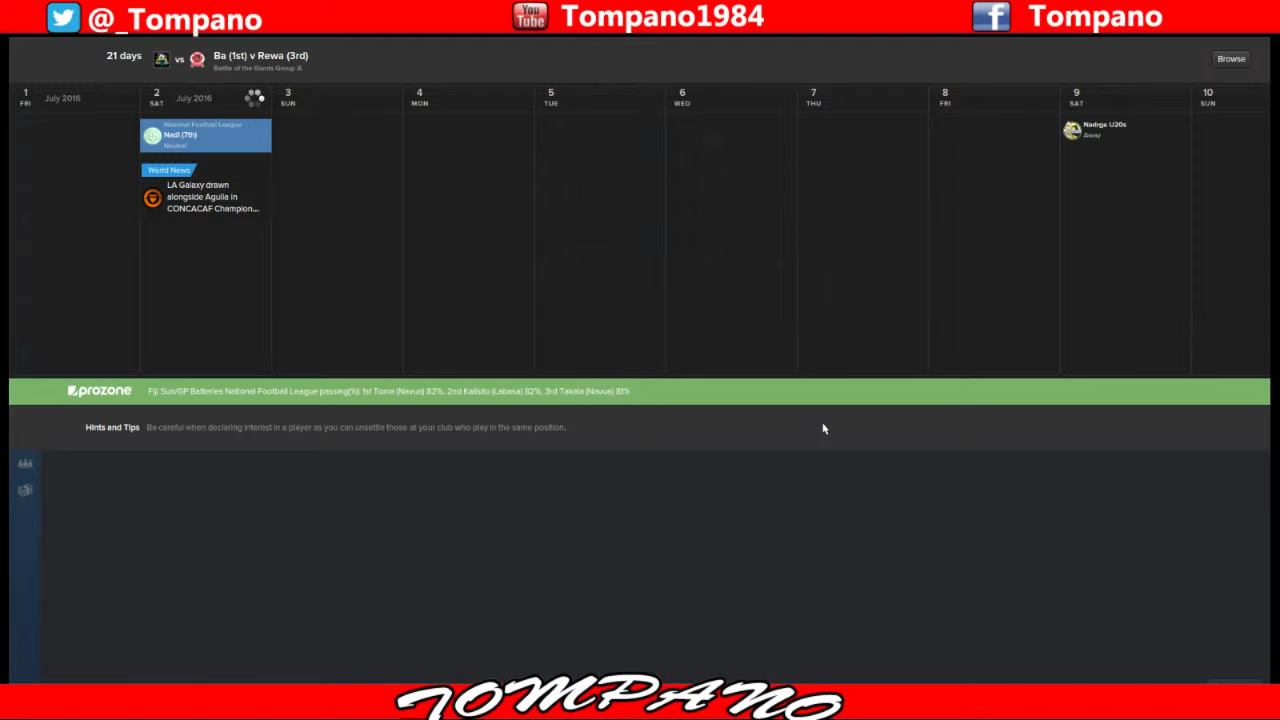 @_Tompano
You Tube
Tompano1984
f
Tompano
21 days
vs
Ba (1st) v Rewa (3rd)
Battle of the Giants Group A
Browse
1
FRI
July 2016
2
SAT
July 2016
3
SUN
4
MON
5
TUE
6
WED
7
THU
8
FRI
9
SAT
10
SUN
National Football League
Nadi (7th)
Neutral
World News
LA Galaxy drawn
alongside Aguila in
CONCACAF Champion...
Nadrga U20s
Away
prozone
Fiji Sun/GP Batteries National Football League passing(%): 1st Toma (Navua) 82%, 2nd Kalisito (Labasa) 82%, 3rd Takala (Navua) 81%
Hints and Tips
Be careful when declaring interest in a player as you can unsettle those at your club who play in the same position.
TOMPANO